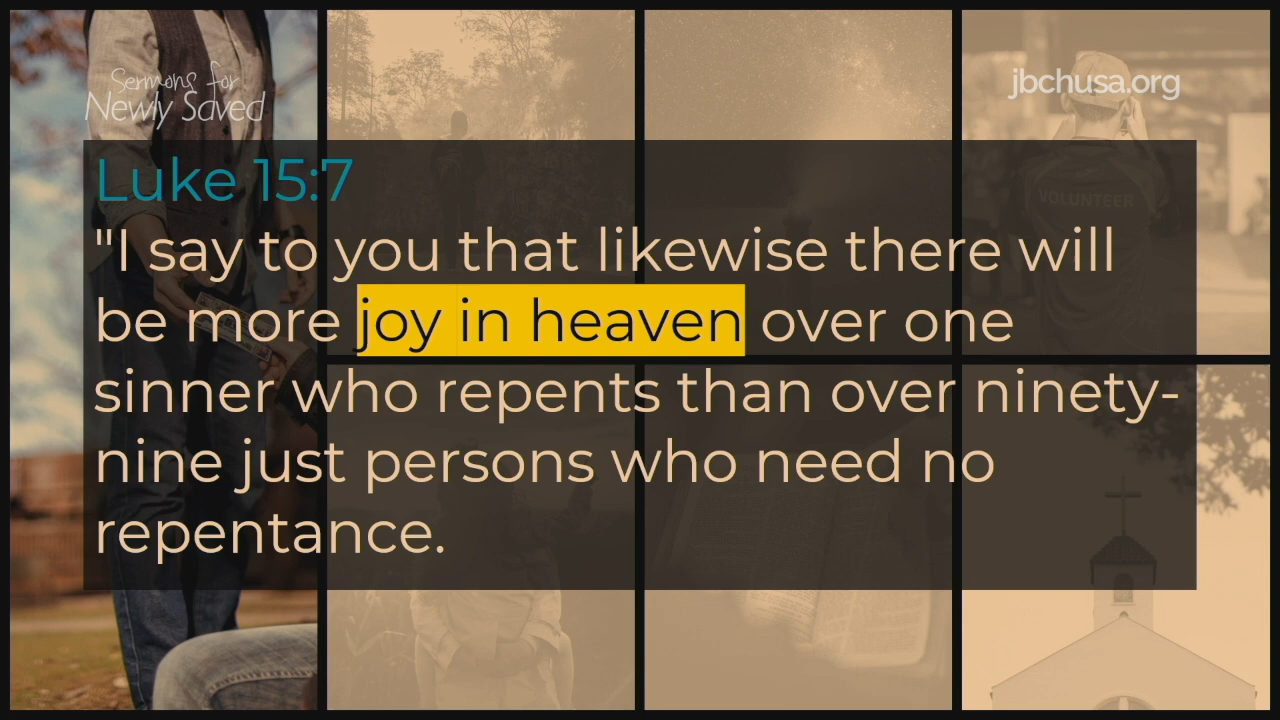 Sermons for
Newly Saved
jbchusa.org
VOLUNTEER
Luke 15:7
"I say to you that likewise there will
be more joy in heaven over one
sinner who repents than over ninety-
nine just persons who need no
repentance.